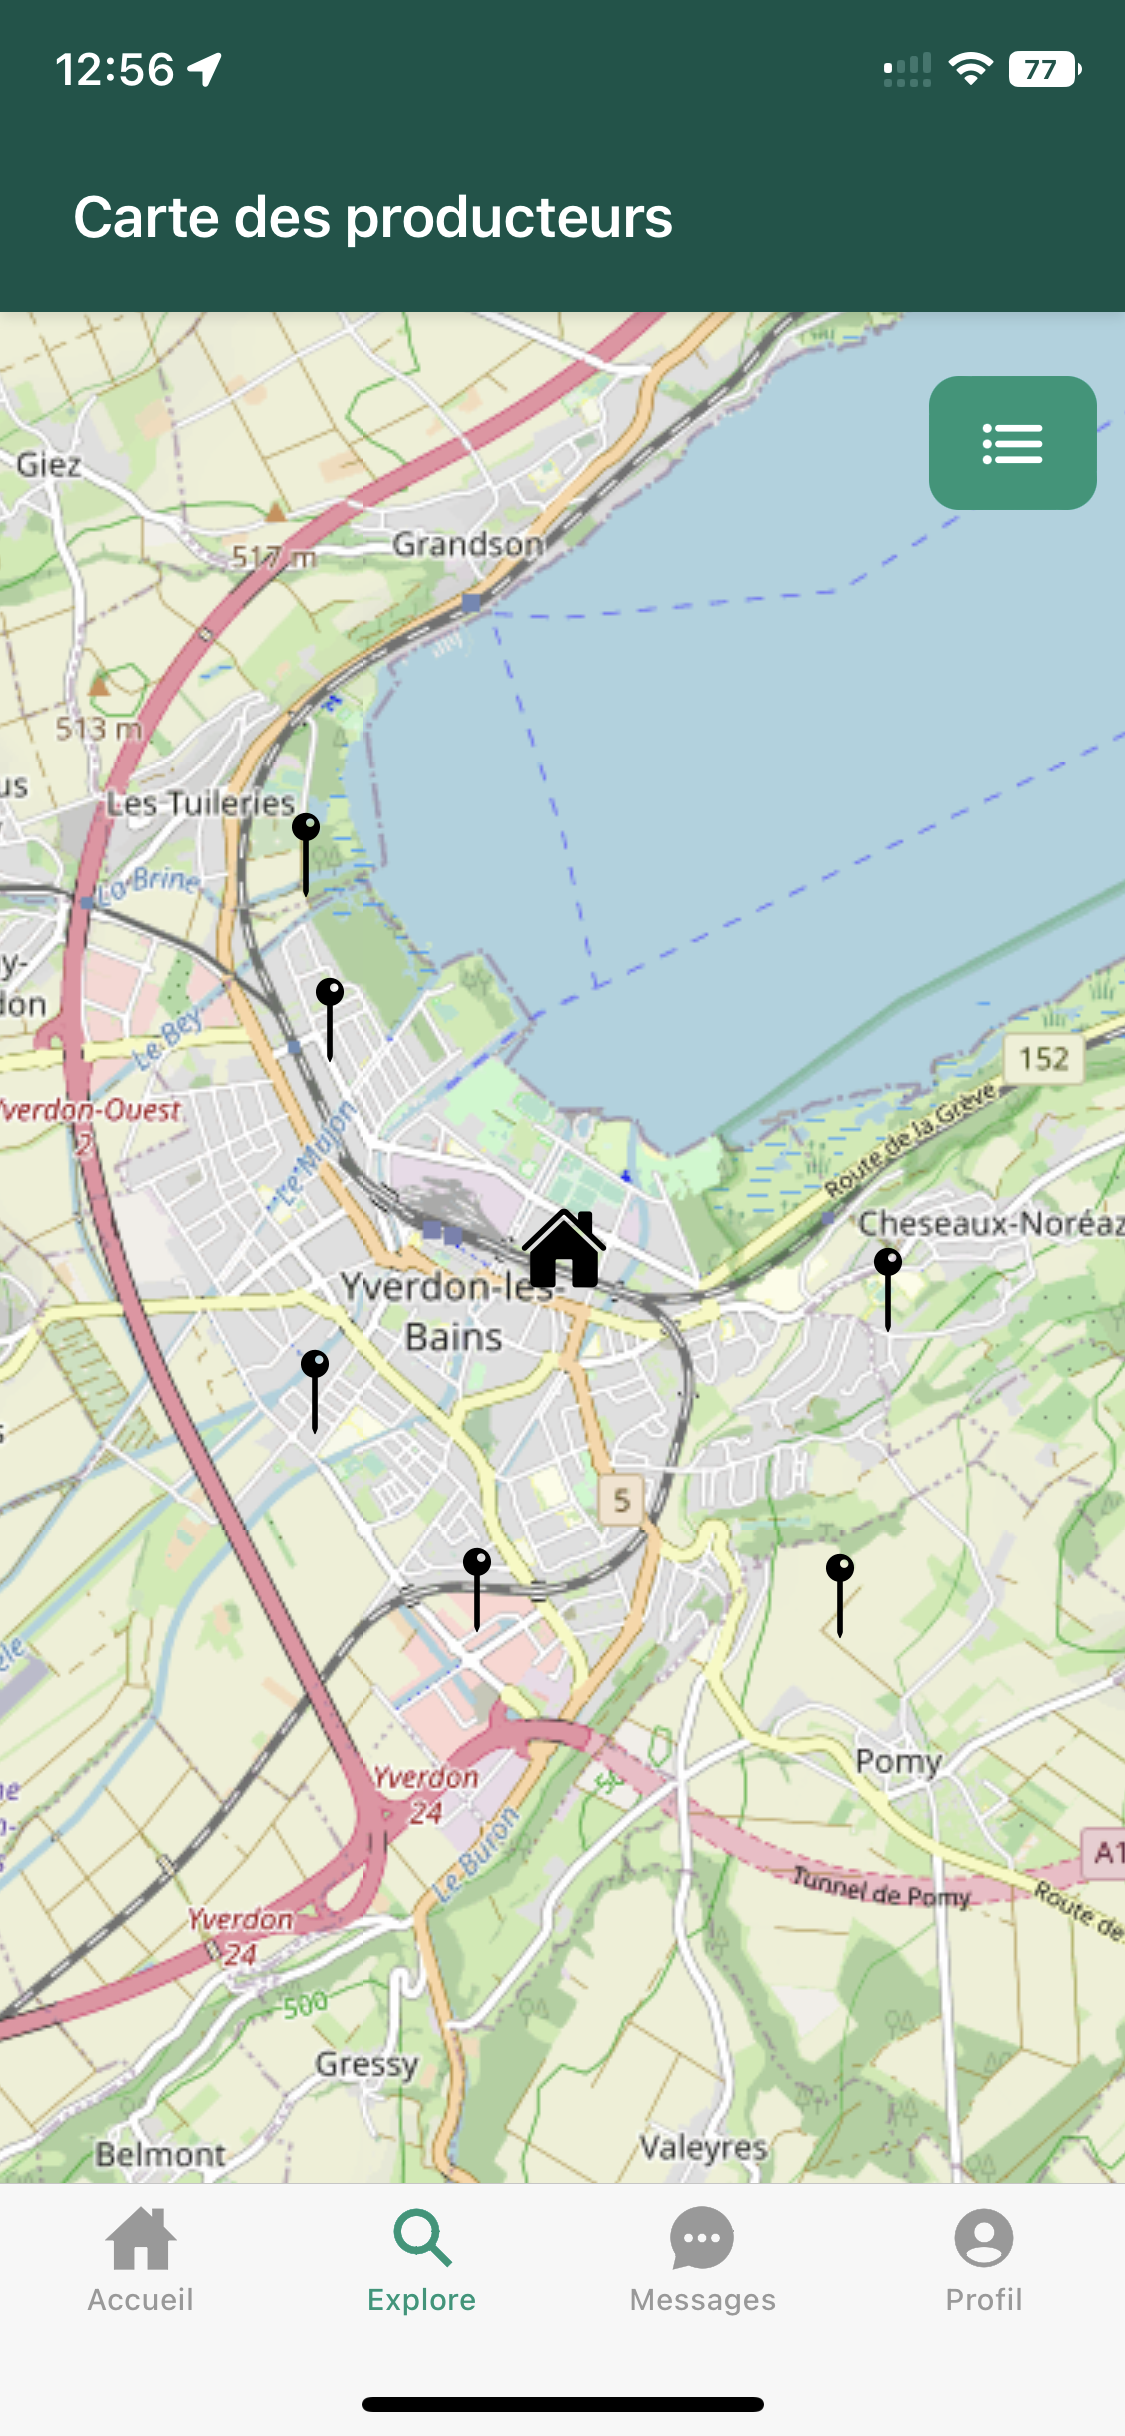 12:56
77
Carte des producteurs
Giez
517 m
Grandson
513 m
us
Les Tuileries
La Brine
y-
don
Le Bey
152
Yverdon-Ouest
2
Le Mujon
Route de la Grève
Cheseaux-Noréaz
Yverdon-les-
Bains
5
Pomy
Yverdon
24
Le Buron
A1
Tunnel de Pomy
Route de
Yverdon
24
500
Gressy
Belmont
Valeyres
Accueil
Explore
Messages
Profil